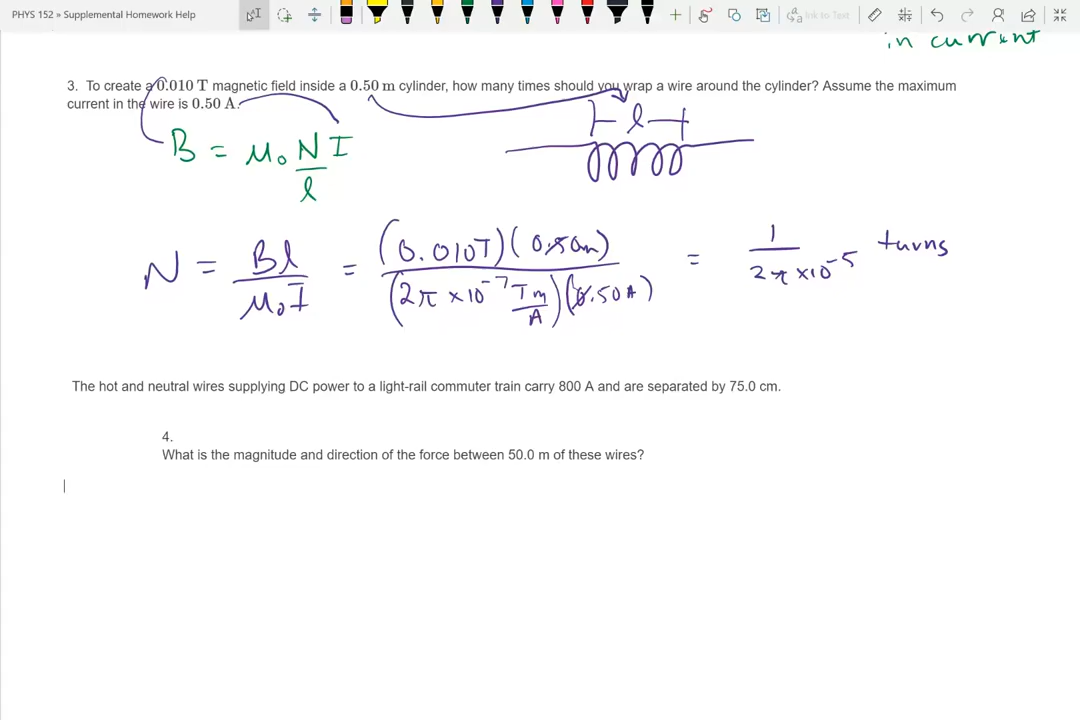 PHYS 152 » Supplemental Homework Help
Ink to Text
in current
3. To create a 0.010 T magnetic field inside a 0.50 m cylinder, how many times should you wrap a wire around the cylinder? Assume the maximum
current in the wire is 0.50 A.
├ l ┤
B = μ₀ N I / l
N = Bl / μ₀I = (0.010T)(0.50m) / (2π ×10⁻⁷ Tm/A)(0.50A) = 1 / 2π ×10⁻⁵ turns
The hot and neutral wires supplying DC power to a light-rail commuter train carry 800 A and are separated by 75.0 cm.
4.
What is the magnitude and direction of the force between 50.0 m of these wires?